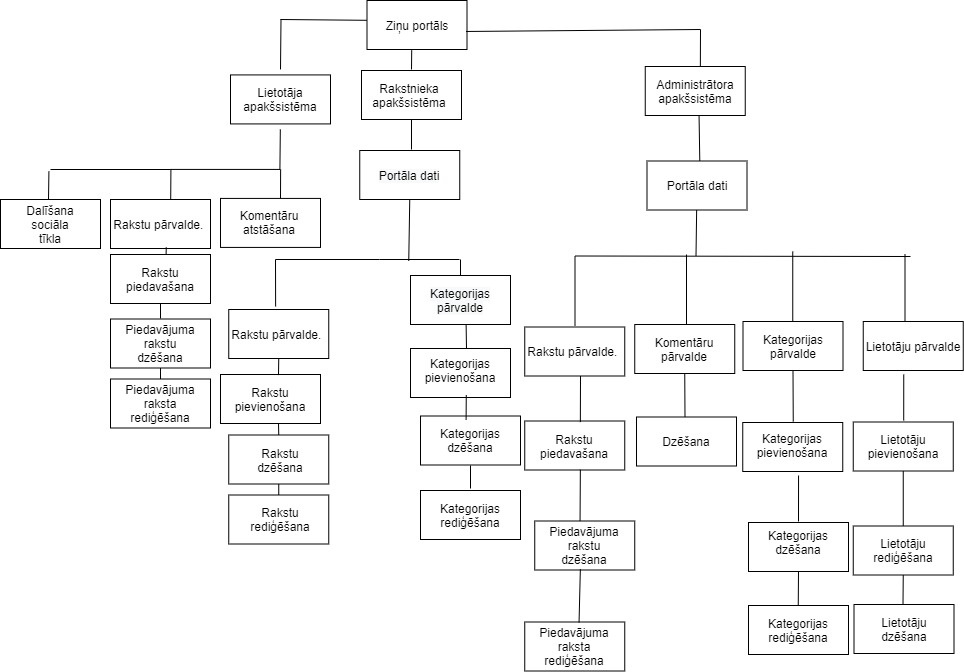 Ziņu portāls
Lietotāja
apakšsistēma
Rakstnieka
apakšsistēma
Administrātora
apakšsistēma
Portāla dati
Portāla dati
Dalīšana
sociāla
tīkla
Rakstu pārvalde.
Komentāru
atstāšana
Rakstu
piedavašana
Piedavājuma
rakstu
dzēšana
Piedavājuma
raksta
rediģēšana
Rakstu pārvalde.
Rakstu
pievienošana
Rakstu
dzēšana
Rakstu
rediģēšana
Kategorijas
pārvalde
Kategorijas
pievienošana
Kategorijas
dzēšana
Kategorijas
rediģēšana
Rakstu pārvalde.
Rakstu
piedavašana
Piedāvājuma
rakstu
dzēšana
Piedāvājuma
raksta
rediģēšana
Komentāru
pārvalde
Dzēšana
Kategorijas
pārvalde
Kategorijas
pievienošana
Kategorijas
dzēšana
Kategorijas
rediģēšana
Lietotāju pārvalde
Lietotāju
pievienošana
Lietotāju
rediģēšana
Lietotāju
dzēšana